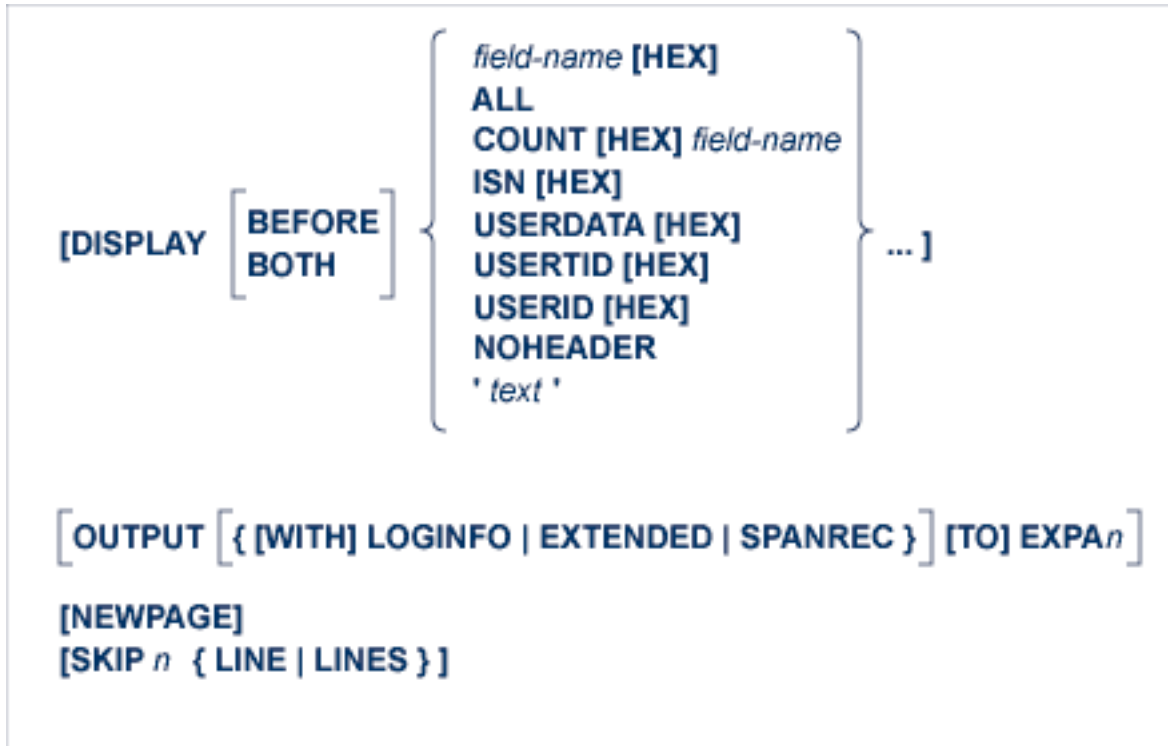 field-name [HEX]
ALL
COUNT [HEX] field-name
ISN [HEX]
[DISPLAY [BEFORE USERDATA [HEX] ... ]
BOTH] USERTID [HEX]
USERID [HEX]
NOHEADER
' text '
[OUTPUT [{ [WITH] LOGINFO | EXTENDED | SPANREC }] [TO] EXPAn]
[NEWPAGE]
[SKIP n { LINE | LINES } ]